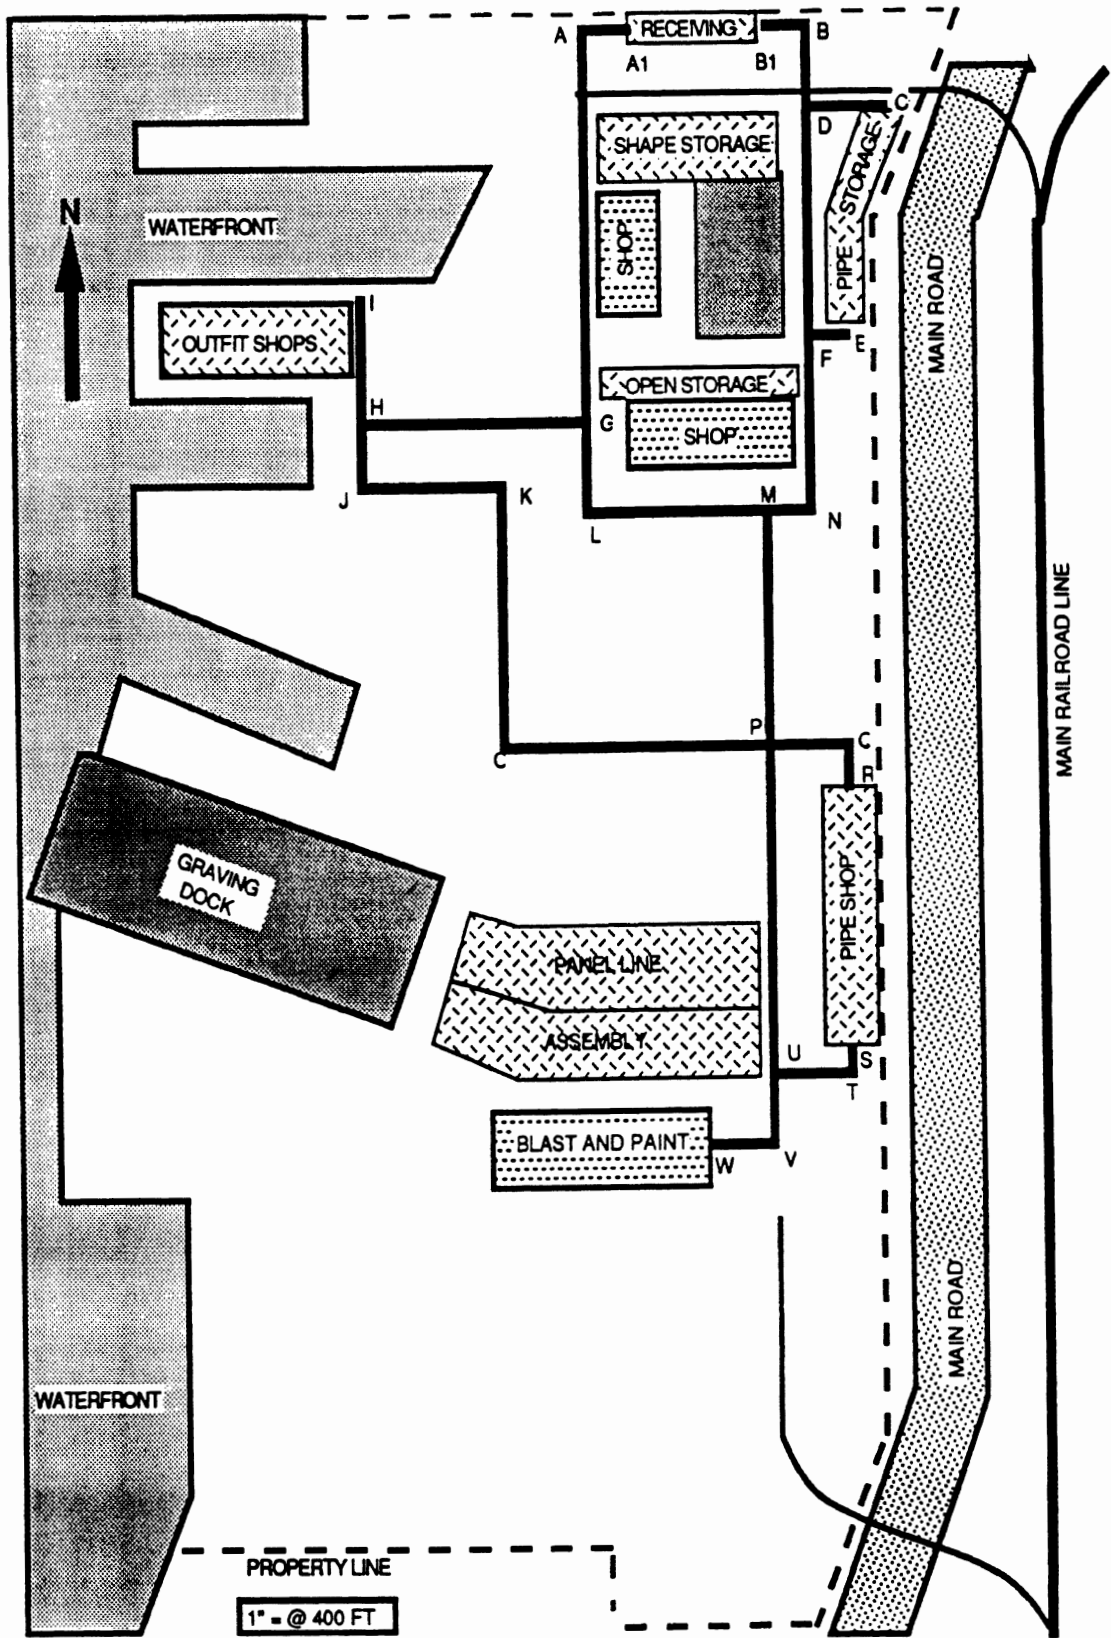 A
RECEIVING
B
A1
B1
C
D
SHAPE STORAGE
PIPE STORAGE
N
WATERFRONT
SHOP
I
OUTFIT SHOPS
F
E
MAIN ROAD
OPEN STORAGE
H
G
SHOP
J
K
M
L
N
MAIN RAILROAD LINE
P
C
C
R
GRAVING
DOCK
PIPE SHOP
PANEL LINE
ASSEMBLY
U
S
T
BLAST AND PAINT
W
V
MAIN ROAD
WATERFRONT
PROPERTY LINE
1" = @ 400 FT